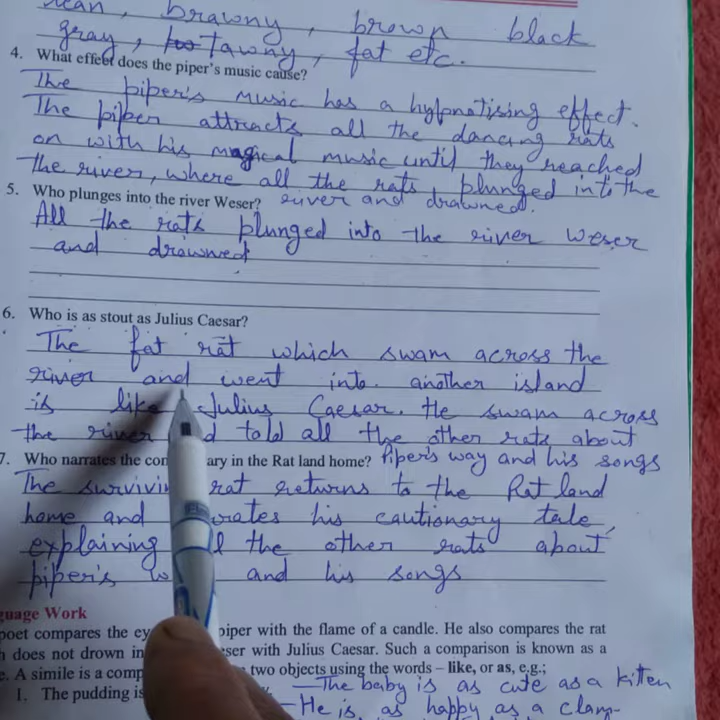 brawny, brown black
gray, tawny, fat etc.
4. What effect does the piper's music cause?
The piper's music has a hypnotising effect.
The piper attracts all the dancing rats
on with his magical music until they reached
the river, where all the rats plunged into the
river and drawned.
5. Who plunges into the river Weser?
All the rats plunged into the river weser
and drowned
6. Who is as stout as Julius Caesar?
The fat rat which swam across the
river and went into another island
is like Julius Caesar. He swam across
the river told all the other rats about
piper's way and his songs
7. Who narrates the in the Rat land home?
The rat returns to the Rat land
home and his cautionary tale,
explaining the other rats about
piper's and his songs
Language Work
poet compares the piper with the flame of a candle. He also compares the rat
does not drown in with Julius Caesar. Such a comparison is known as
A simile is a two objects using the words – like, or as, e.g.;
1. The pudding is
– The baby is as cute as a kitten
– He is as happy as a clam